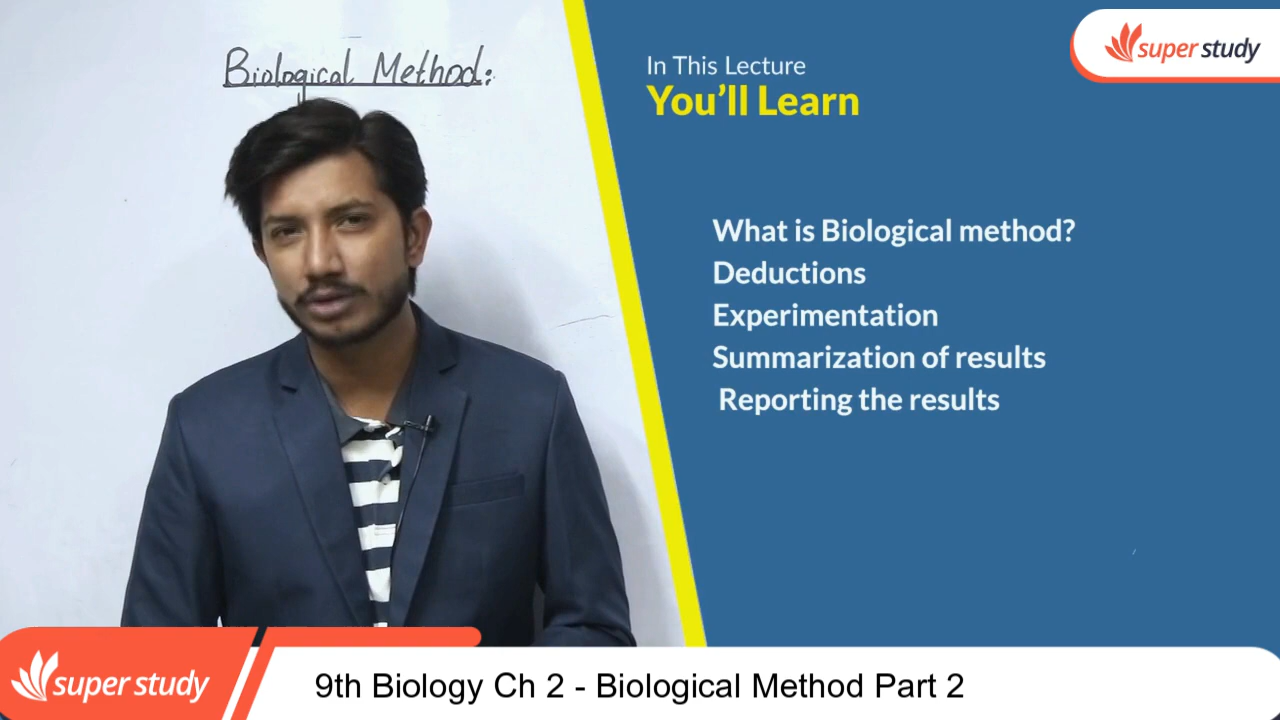 Biological Method:
In This Lecture
You'll Learn
super study
What is Biological method?
Deductions
Experimentation
Summarization of results
Reporting the results
super study
9th Biology Ch 2 - Biological Method Part 2